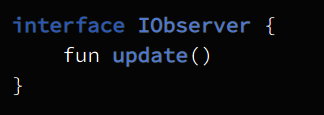 interface IObserver {
    fun update()
}